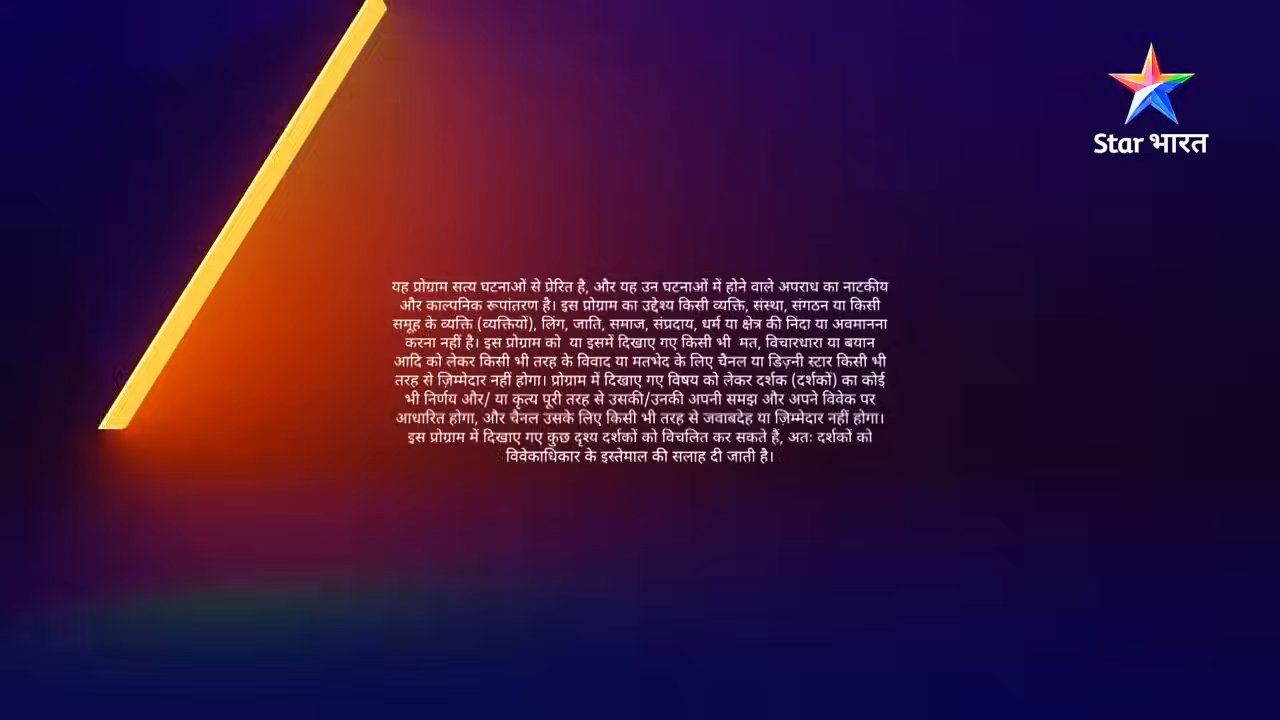 Star भारत
यह प्रोग्राम सत्य घटनाओं से प्रेरित है, और यह उन घटनाओं में होने वाले अपराध का नाटकीय
और काल्पनिक रूपांतरण है। इस प्रोग्राम का उद्देश्य किसी व्यक्ति, संस्था, संगठन या किसी
समूह के व्यक्ति (व्यक्तियों), लिंग, जाति, समाज, संप्रदाय, धर्म या क्षेत्र की निंदा या अवमानना
करना नहीं है। इस प्रोग्राम को या इसमें दिखाए गए किसी भी मत, विचारधारा या बयान
आदि को लेकर किसी भी तरह के विवाद या मतभेद के लिए चैनल या डिज़्नी स्टार किसी भी
तरह से ज़िम्मेदार नहीं होगा। प्रोग्राम में दिखाए गए विषय को लेकर दर्शक (दर्शकों) का कोई
भी निर्णय और/ या कृत्य पूरी तरह से उसकी/उनकी अपनी समझ और अपने विवेक पर
आधारित होगा, और चैनल उसके लिए किसी भी तरह से जवाबदेह या ज़िम्मेदार नहीं होगा।
इस प्रोग्राम में दिखाए गए कुछ दृश्य दर्शकों को विचलित कर सकते हैं, अतः दर्शकों को
विवेकाधिकार के इस्तेमाल की सलाह दी जाती है।